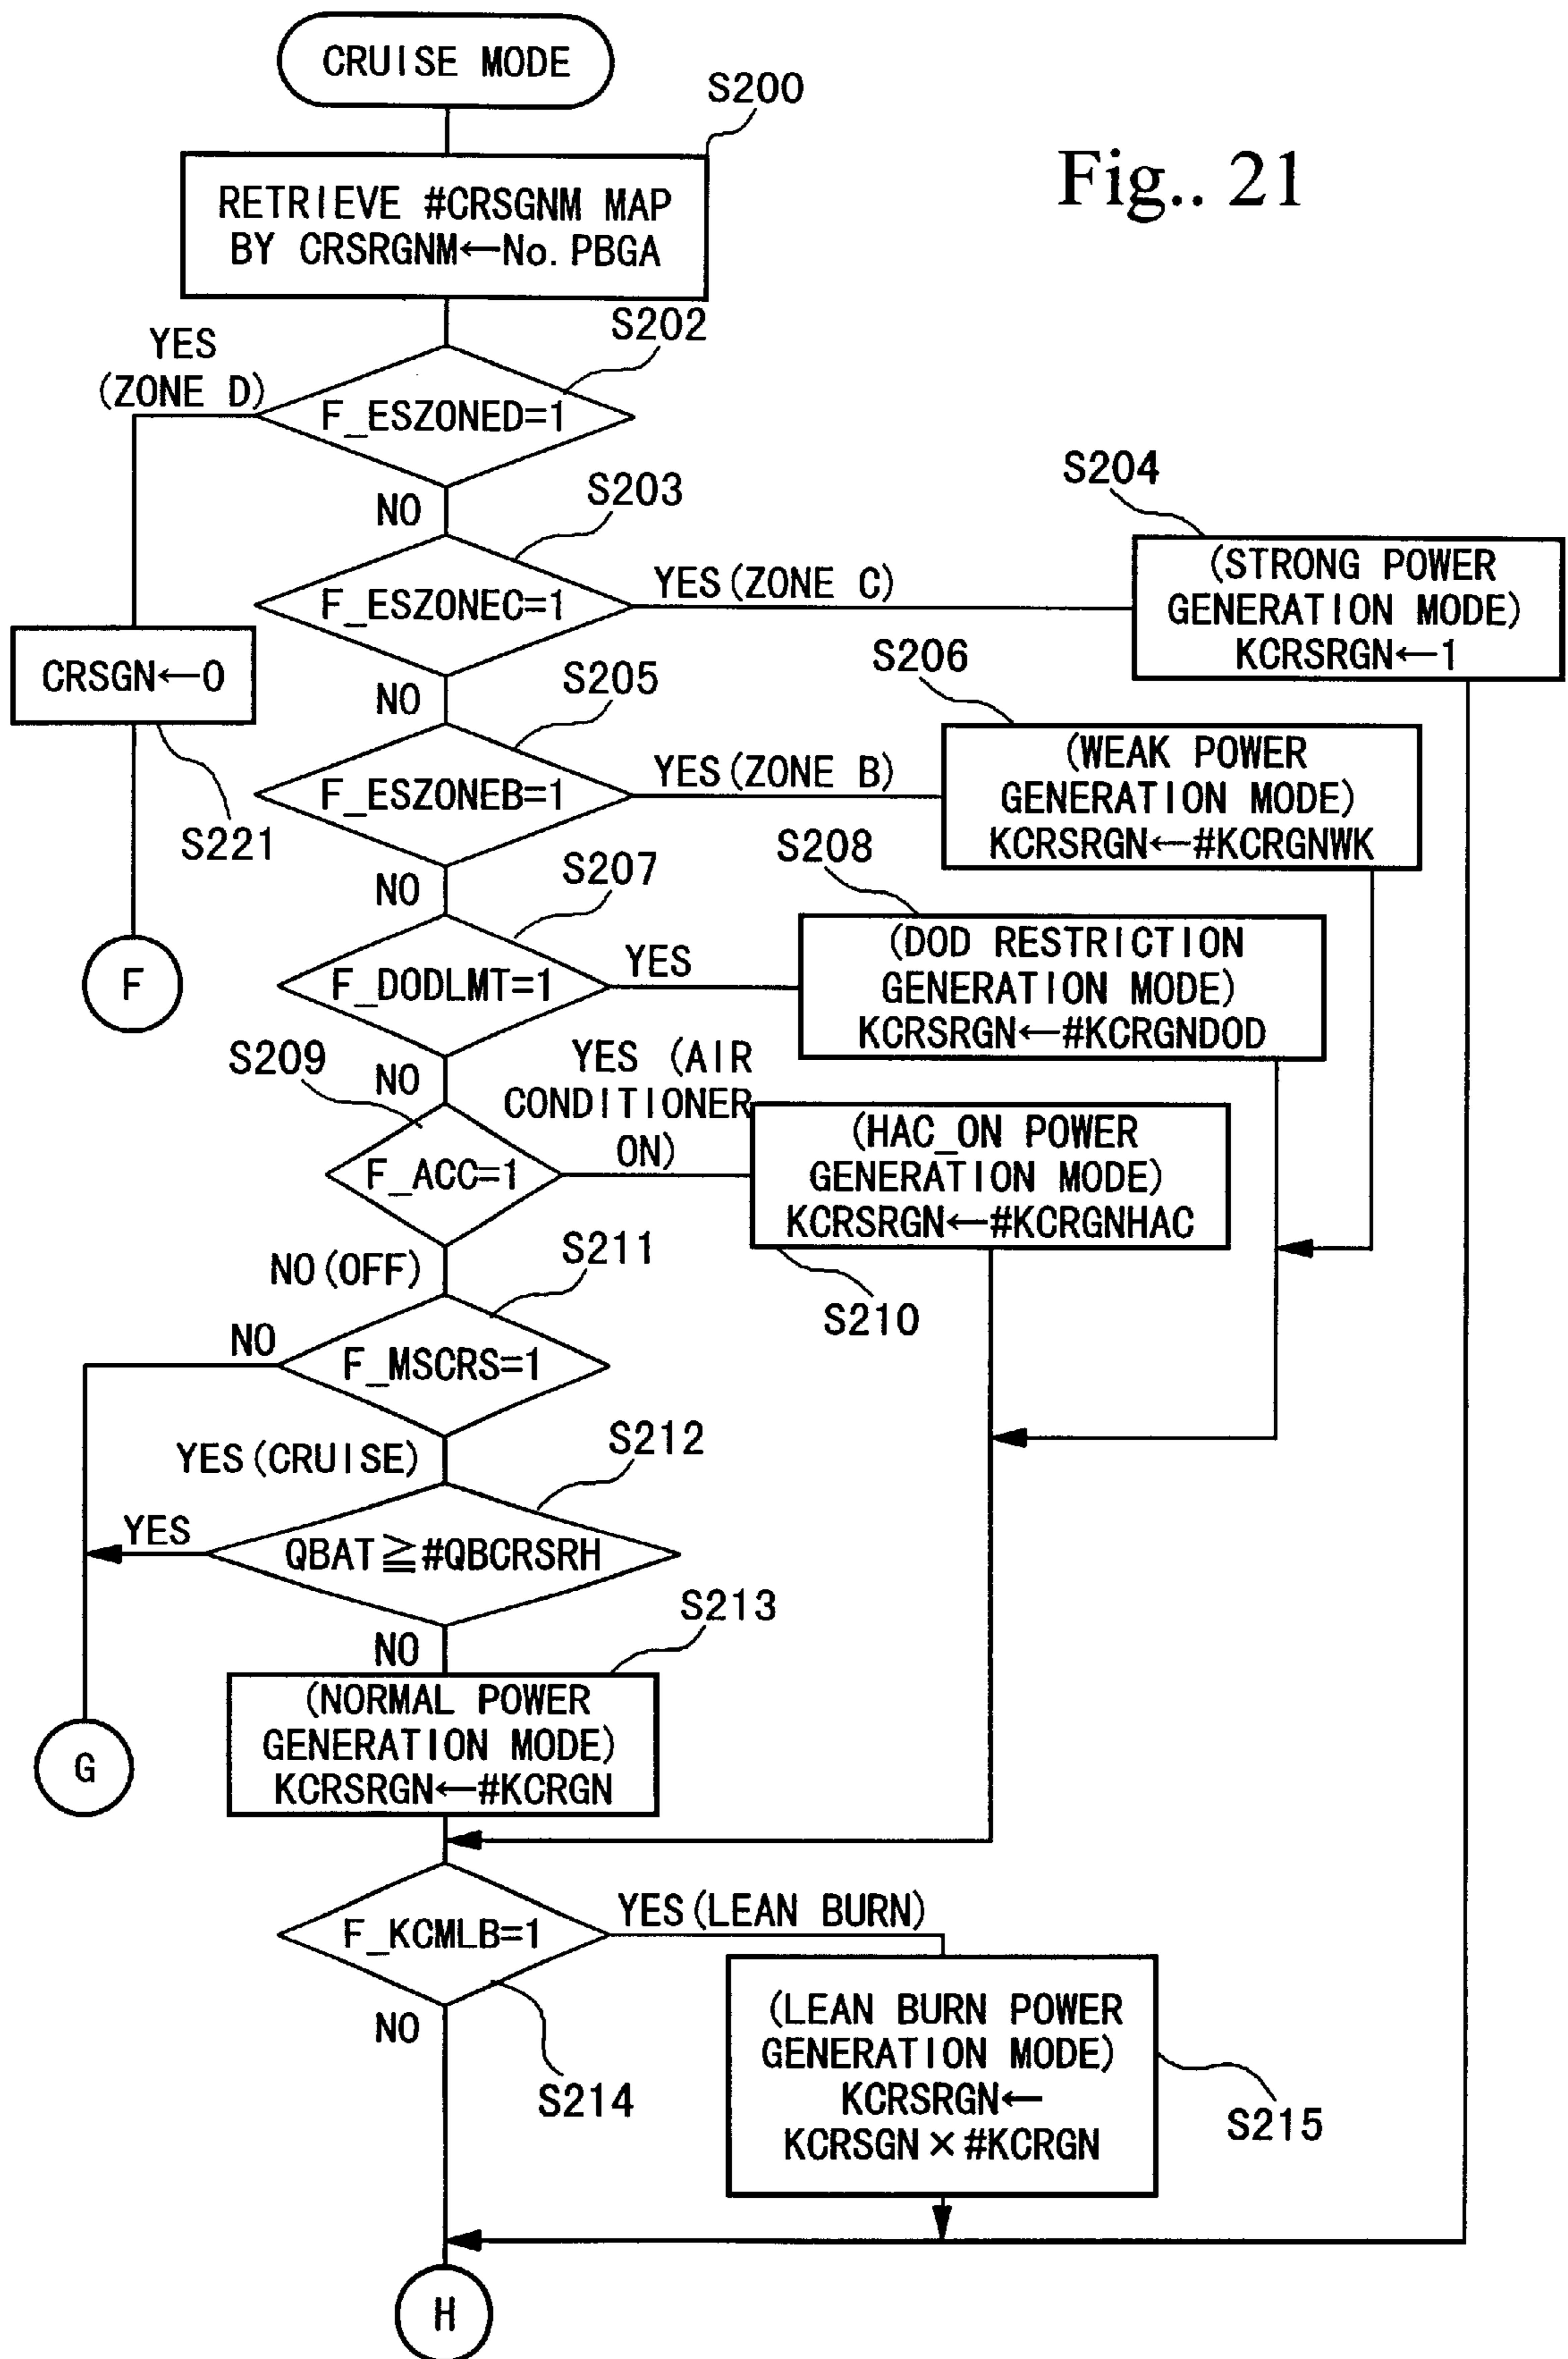 Fig.. 21
CRUISE MODE
S200
RETRIEVE #CRSGNM MAP
BY CRSRGNM←No. PBGA
S202
YES
(ZONE D)
F_ESZONED=1
NO
S203
F_ESZONEC=1
YES(ZONE C)
S204
(STRONG POWER
GENERATION MODE)
KCRSRGN←1
CRSGN←0
S221
F
NO
S205
F_ESZONEB=1
YES(ZONE B)
S206
(WEAK POWER
GENERATION MODE)
KCRSRGN←#KCRGNWK
NO
S207
F_DODLMT=1
YES
S208
(DOD RESTRICTION
GENERATION MODE)
KCRSRGN←#KCRGNDOD
NO
S209
F_ACC=1
YES (AIR
CONDITIONER
ON)
(HAC_ON POWER
GENERATION MODE)
KCRSRGN←#KCRGNHAC
S210
NO(OFF)
S211
F_MSCRS=1
NO
YES(CRUISE)
S212
QBAT≧#QBCRSRH
YES
G
NO
S213
(NORMAL POWER
GENERATION MODE)
KCRSRGN←#KCRGN
F_KCMLB=1
YES(LEAN BURN)
S214
NO
(LEAN BURN POWER
GENERATION MODE)
KCRSRGN←
KCRSGN×#KCRGN
S215
H